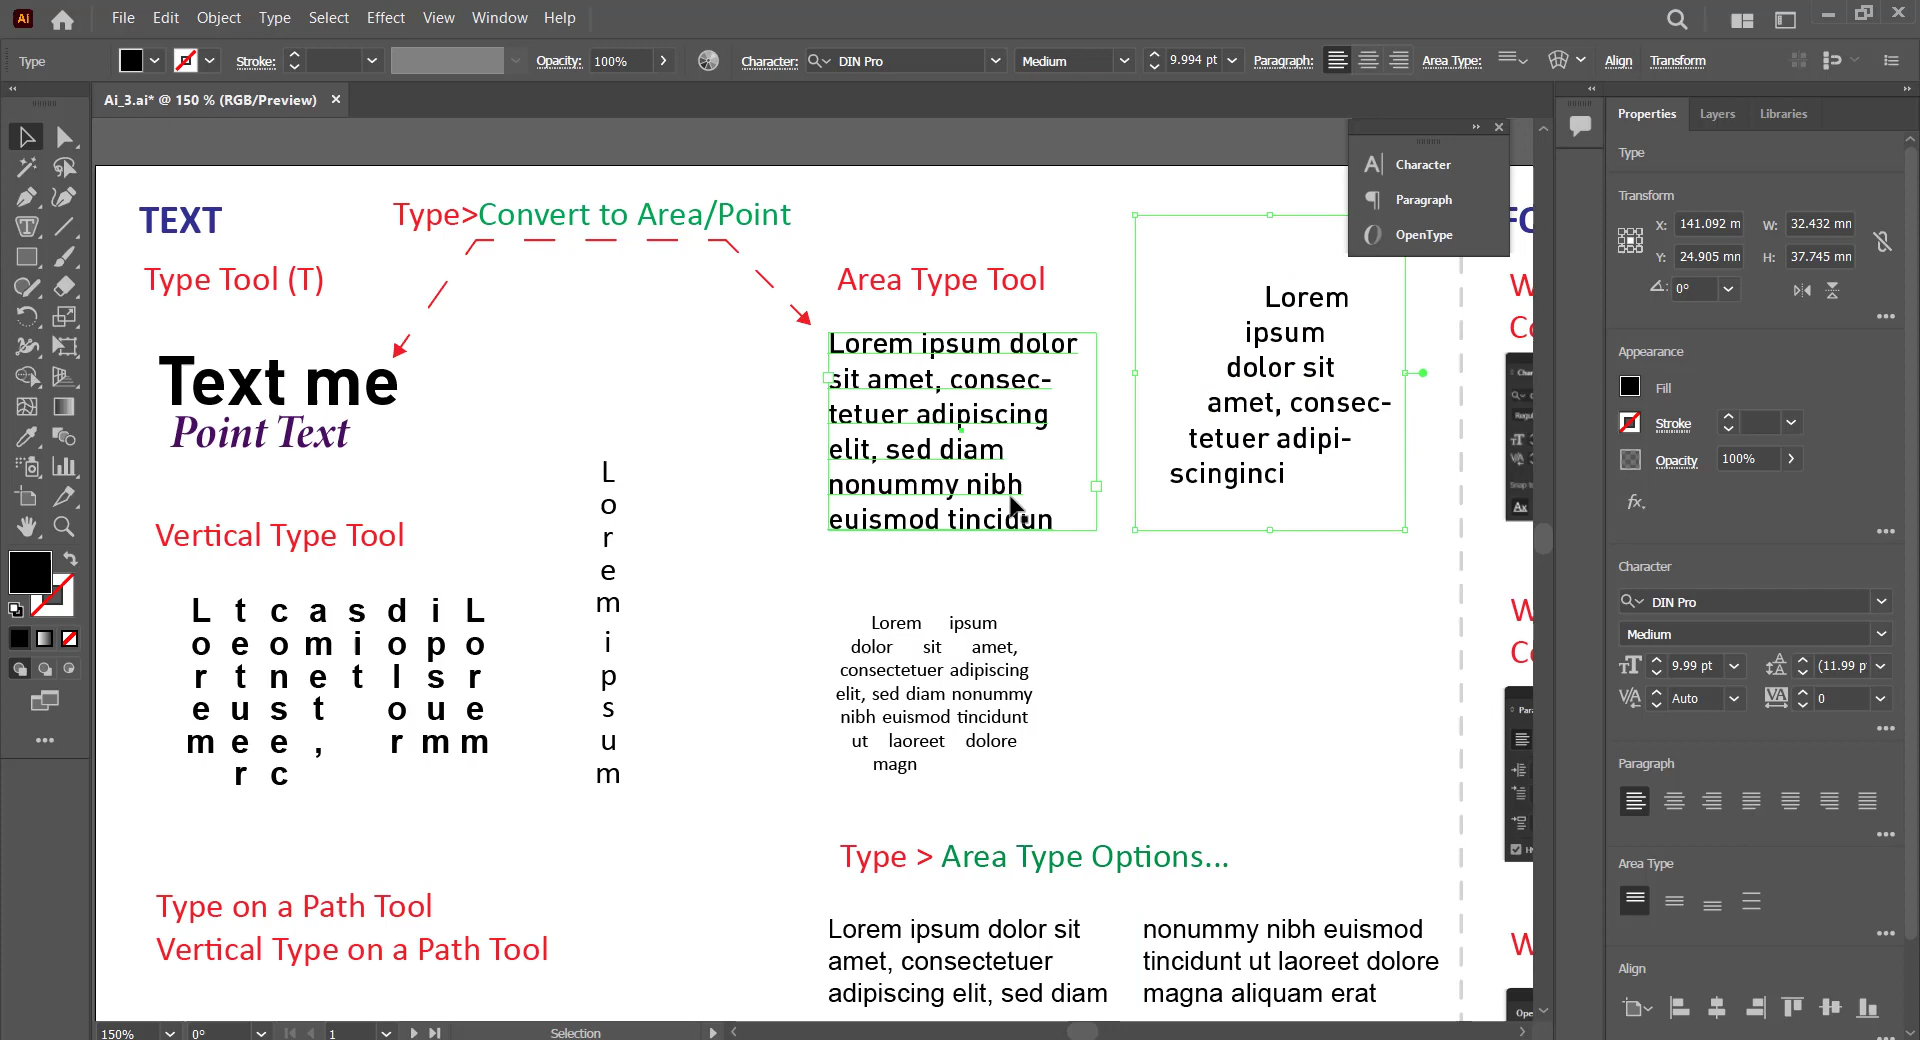 Ai File Edit Object Type Select Effect View Window Help
Type Stroke: Opacity: 100% Character: DIN Pro Medium 9.994 pt Paragraph: Area Type: Align Transform
Ai_3.ai* @ 150 % (RGB/Preview)
TEXT
Type>Convert to Area/Point
Type Tool (T)
Text me
Point Text
Vertical Type Tool
L t c a s d i L
o e o m i o p o
r t n e t l s r
e u s t o u e
m e e , r m m
r c
L
o
r
e
m
i
p
s
u
m
Type on a Path Tool
Vertical Type on a Path Tool
Area Type Tool
Lorem ipsum dolor
sit amet, consec-
tetuer adipiscing
elit, sed diam
nonummy nibh
euismod tincidun
Lorem
ipsum
dolor sit
amet, consec-
tetuer adipi-
scinginci
Lorem ipsum
dolor sit amet,
consectetuer adipiscing
elit, sed diam nonummy
nibh euismod tincidunt
ut laoreet dolore
magn
Type > Area Type Options...
Lorem ipsum dolor sit
amet, consectetuer
adipiscing elit, sed diam
nonummy nibh euismod
tincidunt ut laoreet dolore
magna aliquam erat
Character
Paragraph
OpenType
Properties Layers Libraries
Type
Transform
X: 141.092 m W: 32.432 mn
Y: 24.905 mn H: 37.745 mn
0°
Appearance
Fill
Stroke
Opacity 100%
fx.
Character
DIN Pro
Medium
9.99 pt (11.99 p
Auto 0
Paragraph
Area Type
Align
150% 0° 1 Selection